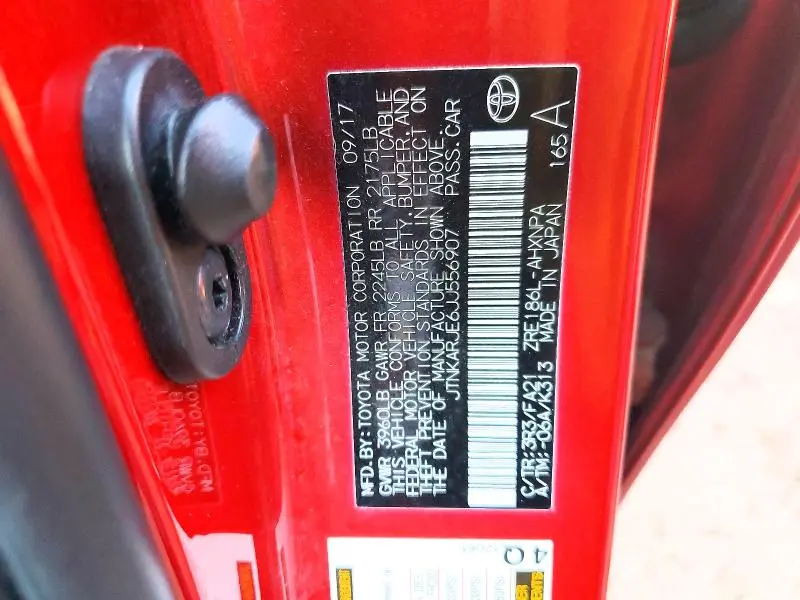 MFD. BY: TOYOTA MOTOR CORPORATION 09/17
GVWR 3960LB GAWR FR 2245LB RR 2175LB
THIS VEHICLE CONFORMS TO ALL APPLICABLE
FEDERAL MOTOR VEHICLE SAFETY, BUMPER, AND
THEFT PREVENTION STANDARDS IN EFFECT ON
THE DATE OF MANUFACTURE SHOWN ABOVE.
JTNKARJE6JJ556907 PASS. CAR
C/TR: 3R3/FA21 ZRE186L-AHXNPA
A/TM: -06A/K313 MADE IN JAPAN 165 A
4